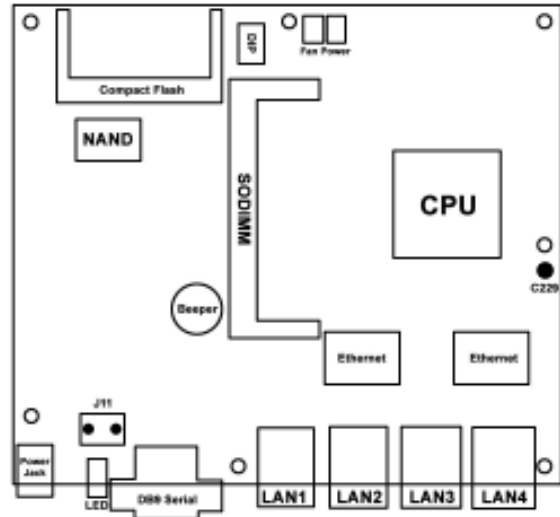 DIP
Fan Power
Compact Flash
NAND
SODIMM
CPU
C229
Beeper
Ethernet
Ethernet
J11
Power
Jack
LED
DB9 Serial
LAN1
LAN2
LAN3
LAN4